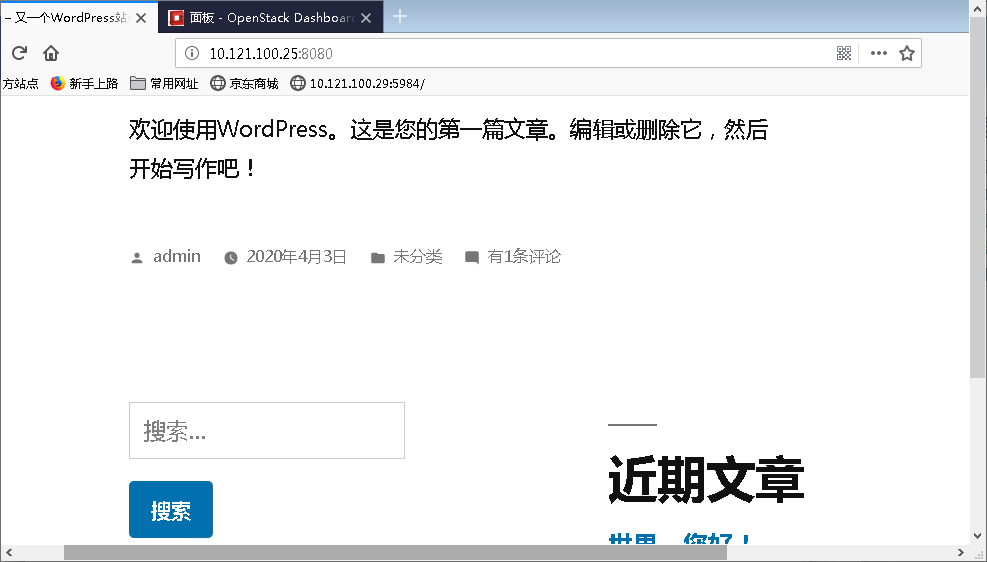 – 又一个WordPress站
面板 - OpenStack Dashboard
10.121.100.25:8080
方站点 新手上路 常用网址 京东商城 10.121.100.29:5984/
欢迎使用WordPress。这是您的第一篇文章。编辑或删除它，然后
开始写作吧！
admin 2020年4月3日 未分类 有1条评论
搜索…
搜索
近期文章
世界，您好！